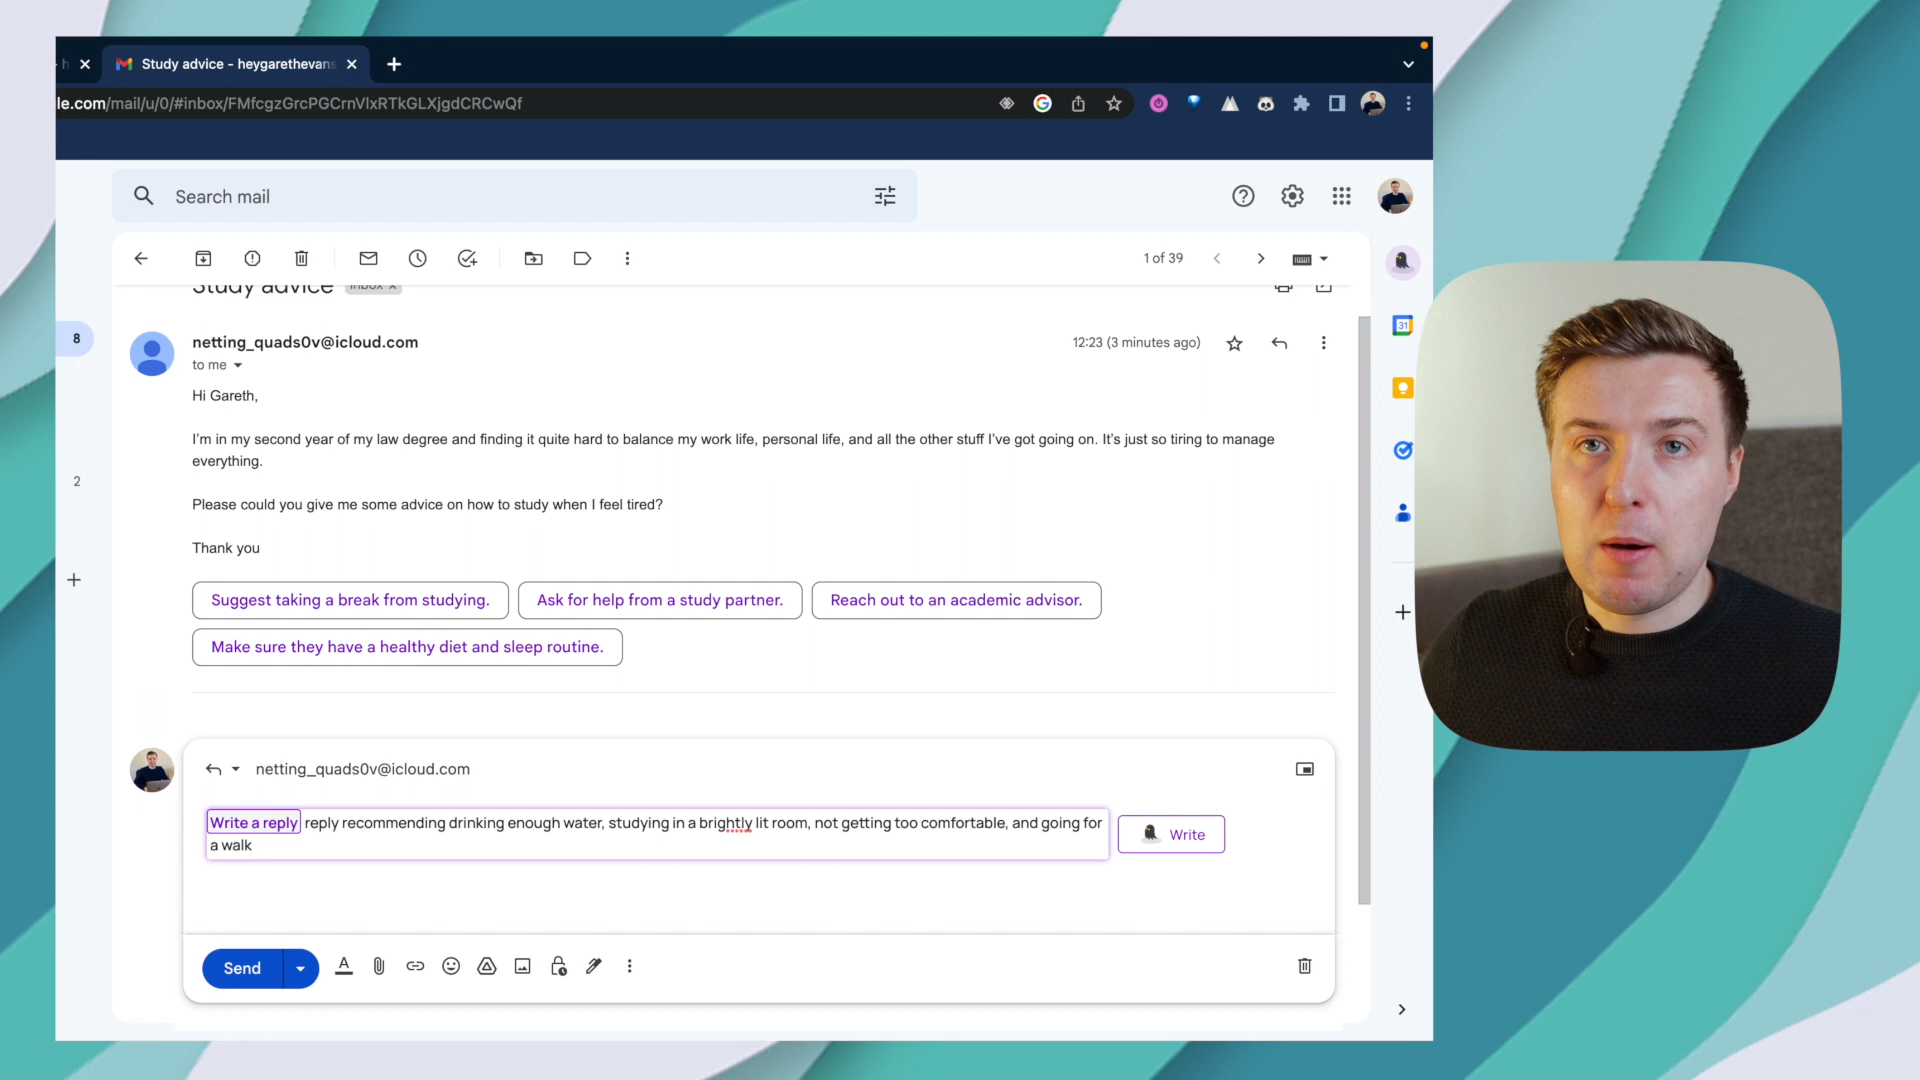 h
Study advice - heygarethevans
le.com/mail/u/0/#inbox/FMfcgzGrcPGCrnVlxRTkGLXjgdCRCwQf
Search mail
1 of 39
Study advice Inbox ×
8
netting_quads0v@icloud.com
12:23 (3 minutes ago)
to me
Hi Gareth,
31
I'm in my second year of my law degree and finding it quite hard to balance my work life, personal life, and all the other stuff I've got going on. It's just so tiring to manage
everything.
2
Please could you give me some advice on how to study when I feel tired?
Thank you
Suggest taking a break from studying. Ask for help from a study partner. Reach out to an academic advisor.
Make sure they have a healthy diet and sleep routine.
netting_quads0v@icloud.com
Write a reply reply recommending drinking enough water, studying in a brightly lit room, not getting too comfortable, and going for
a walk
Write
Send